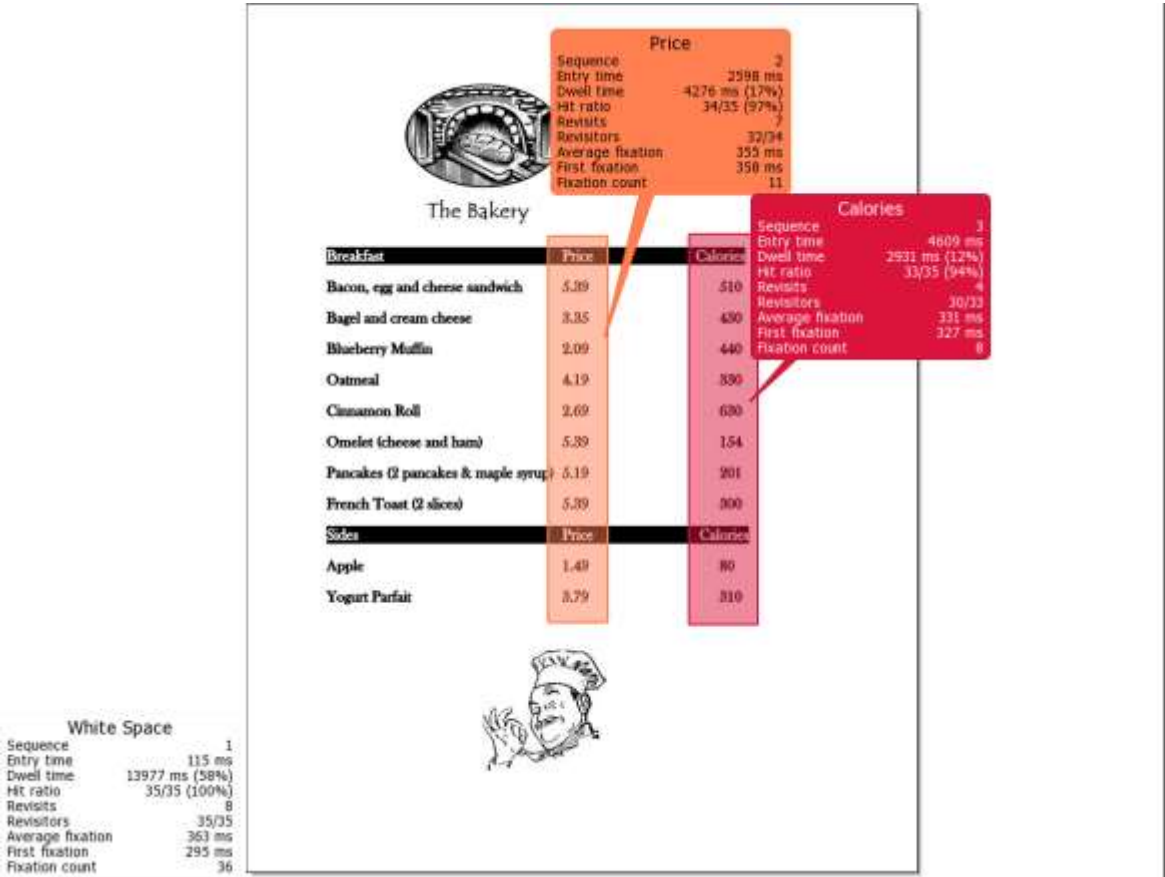 Price
Sequence 2
Entry time 2598 ms
Dwell time 4276 ms (17%)
Hit ratio 34/35 (97%)
Revisits 7
Revisitors 32/34
Average fixation 355 ms
First fixation 358 ms
Fixation count 11
The Bakery
Calories
Sequence 3
Entry time 4609 ms
Dwell time 2931 ms (12%)
Hit ratio 33/35 (94%)
Revisits 4
Revisitors 30/33
Average fixation 331 ms
First fixation 327 ms
Fixation count 8
Breakfast Price Calories
Bacon, egg and cheese sandwich 5.39 510
Bagel and cream cheese 3.35 430
Blueberry Muffin 2.09 440
Oatmeal 4.19 330
Cinnamon Roll 2.69 630
Omelet (cheese and ham) 5.39 154
Pancakes (2 pancakes & maple syrup) 5.19 201
French Toast (2 slices) 5.39 300
Sides Price Calories
Apple 1.49 80
Yogurt Parfait 3.79 310
White Space
Sequence 1
Entry time 115 ms
Dwell time 13977 ms (58%)
Hit ratio 35/35 (100%)
Revisits 8
Revisitors 35/35
Average fixation 363 ms
First fixation 295 ms
Fixation count 36